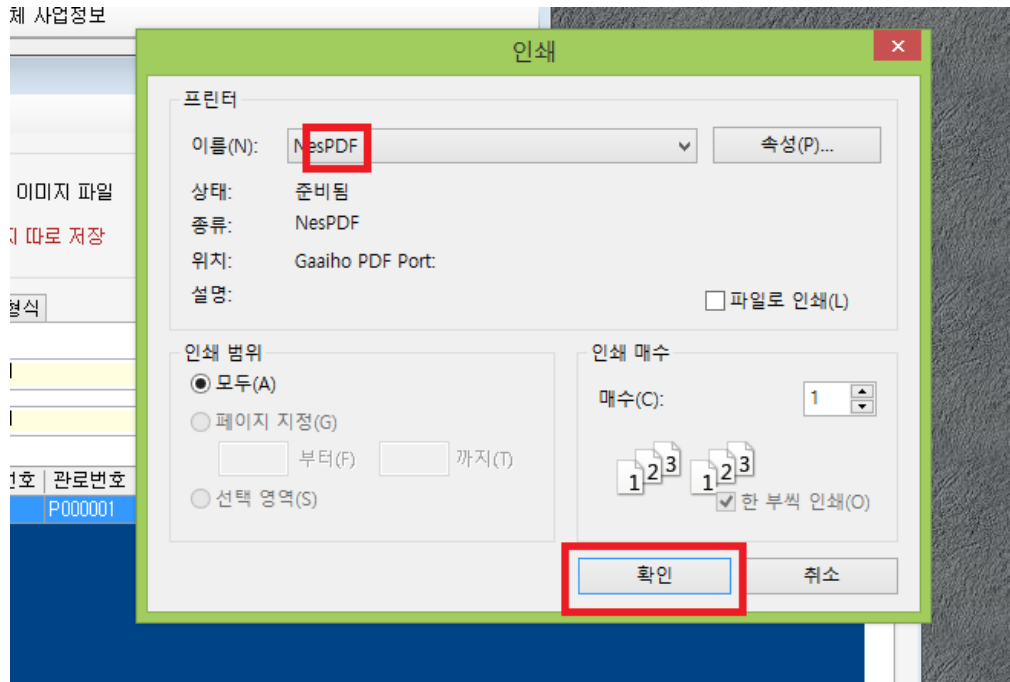 체 사업정보
인쇄
프린터
이름(N): NesPDF 속성(P)...
상태: 준비됨
종류: NesPDF
위치: Gaaiho PDF Port:
설명:
파일로 인쇄(L)
이미지 파일
지 따로 저장
형식
인쇄 범위
모두(A)
페이지 지정(G)
부터(F) 까지(T)
선택 영역(S)
인쇄 매수
매수(C): 1
1 2 3 1 2 3
한 부씩 인쇄(O)
확인 취소
번호 관로번호
P000001